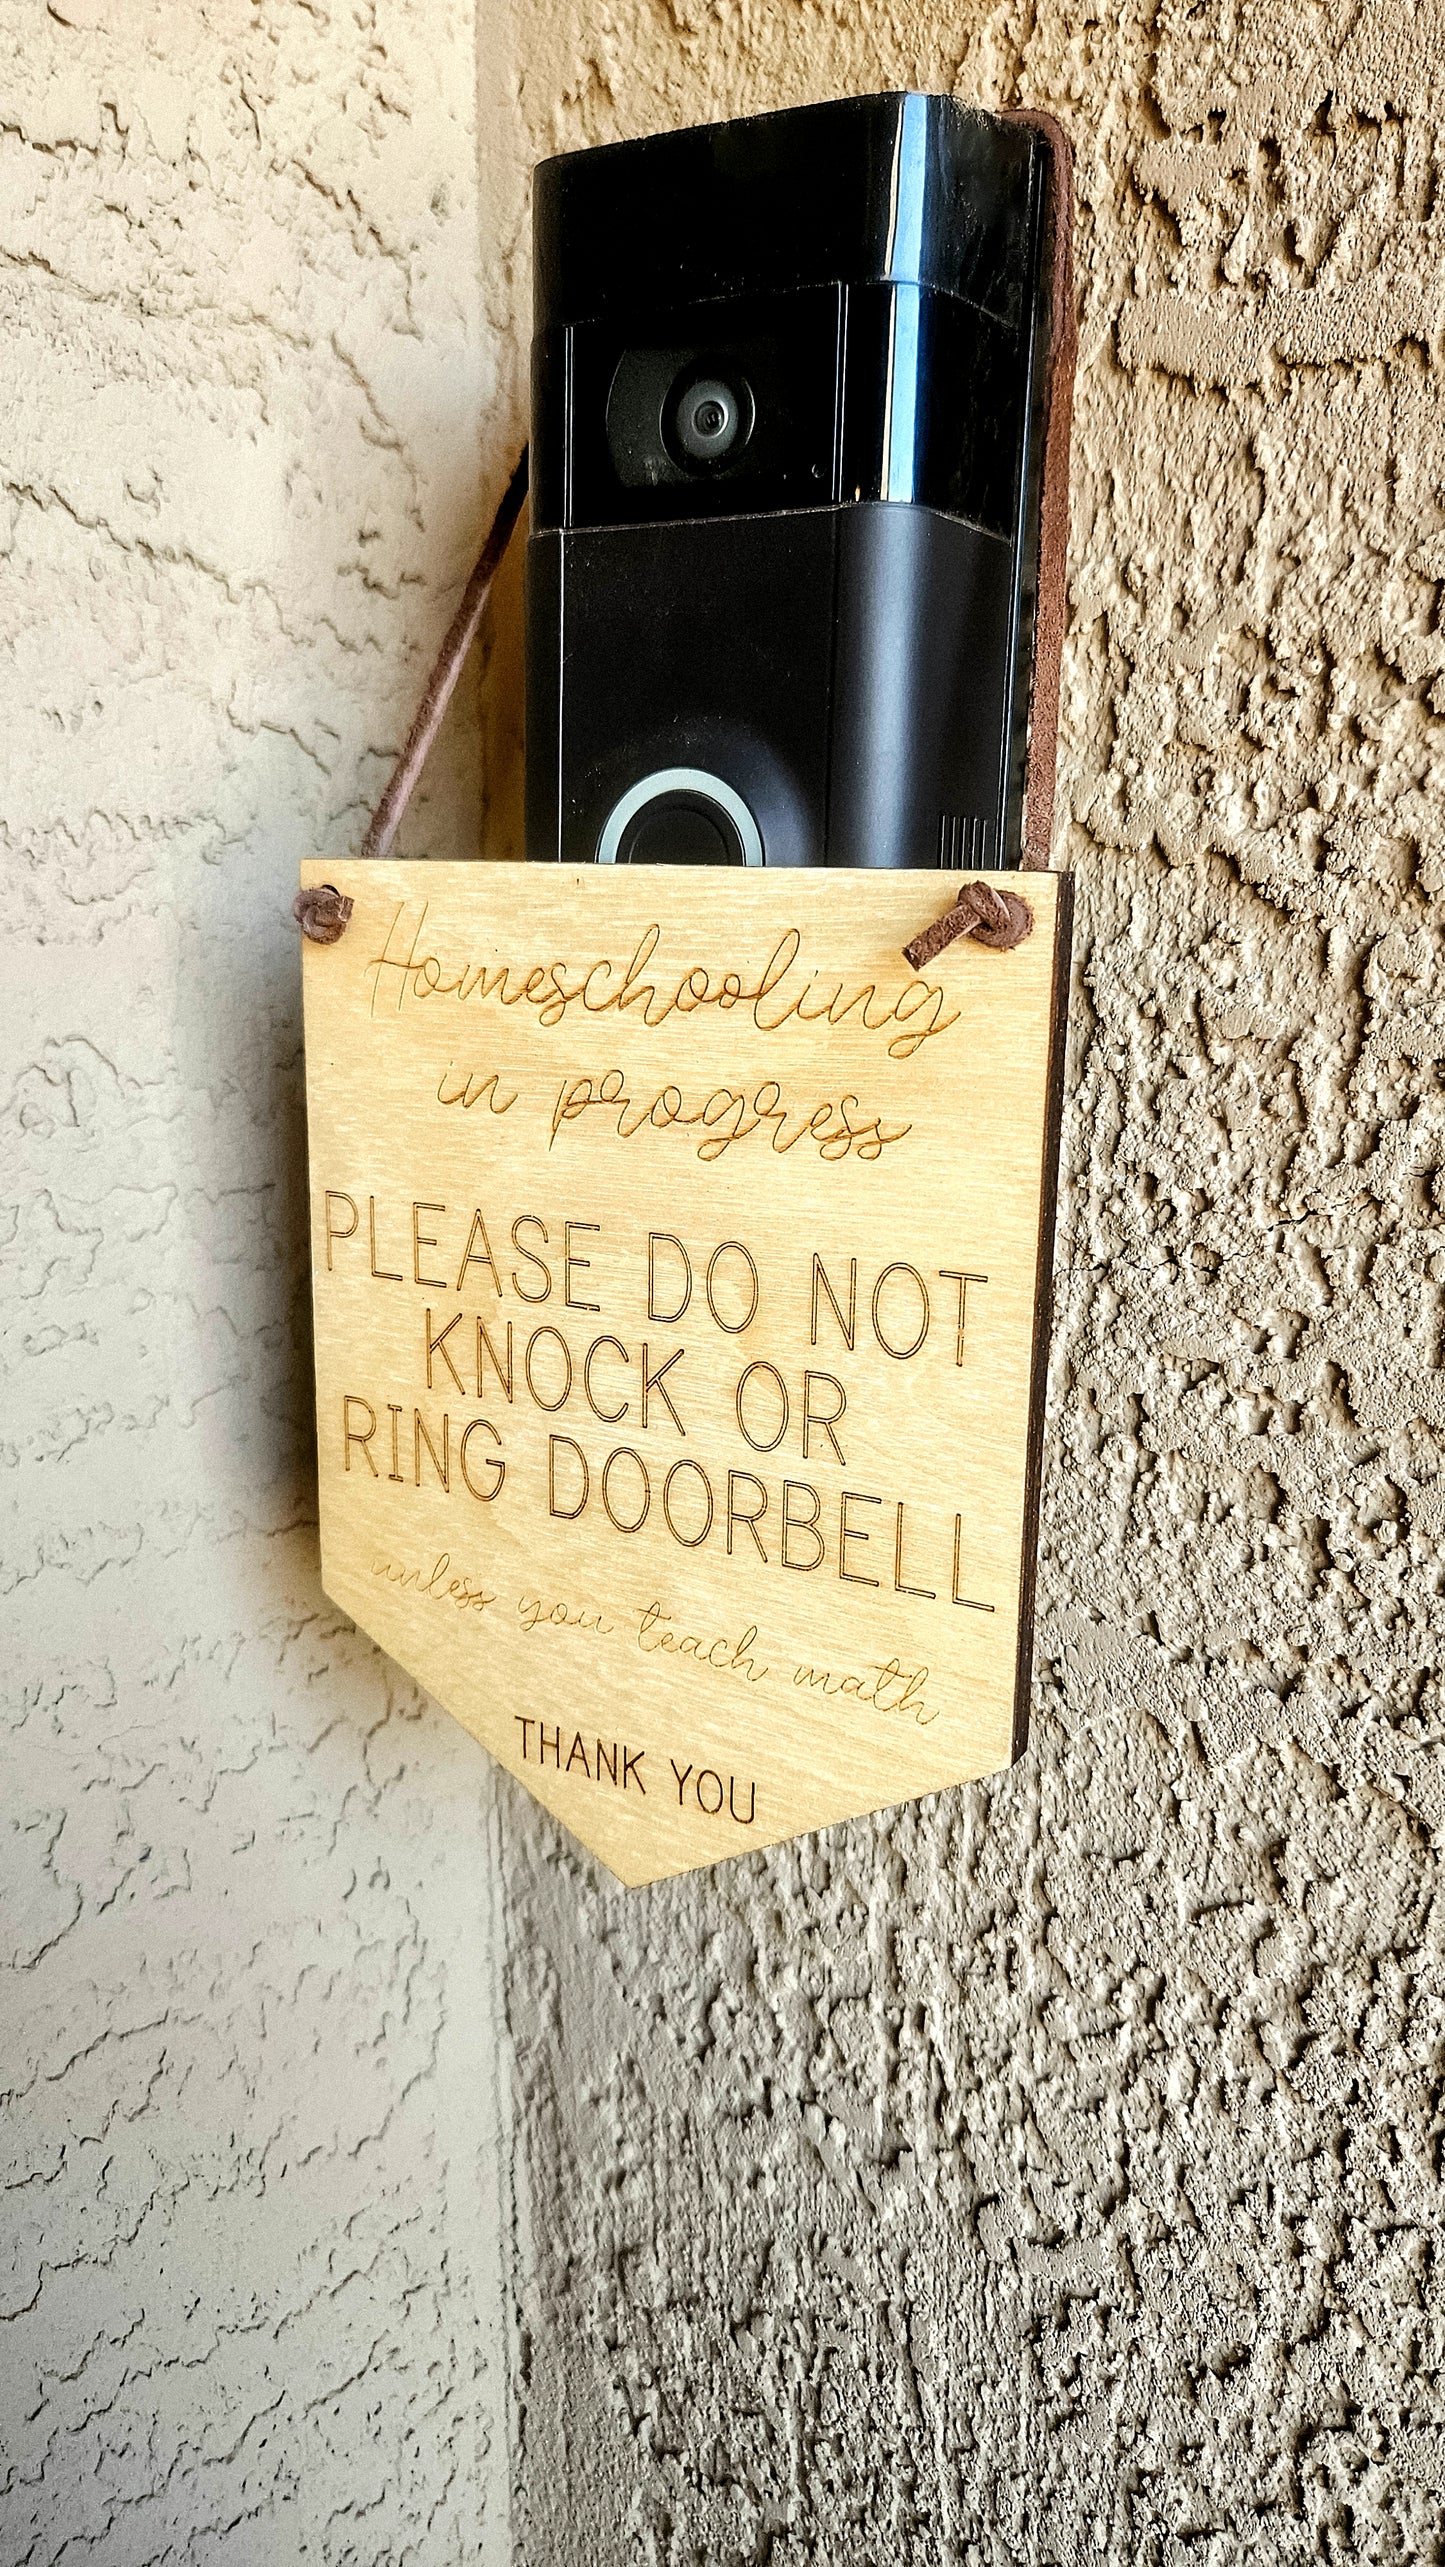 Homeschooling
in progress
PLEASE DO NOT
KNOCK OR
RING DOORBELL
unless you teach math
THANK YOU